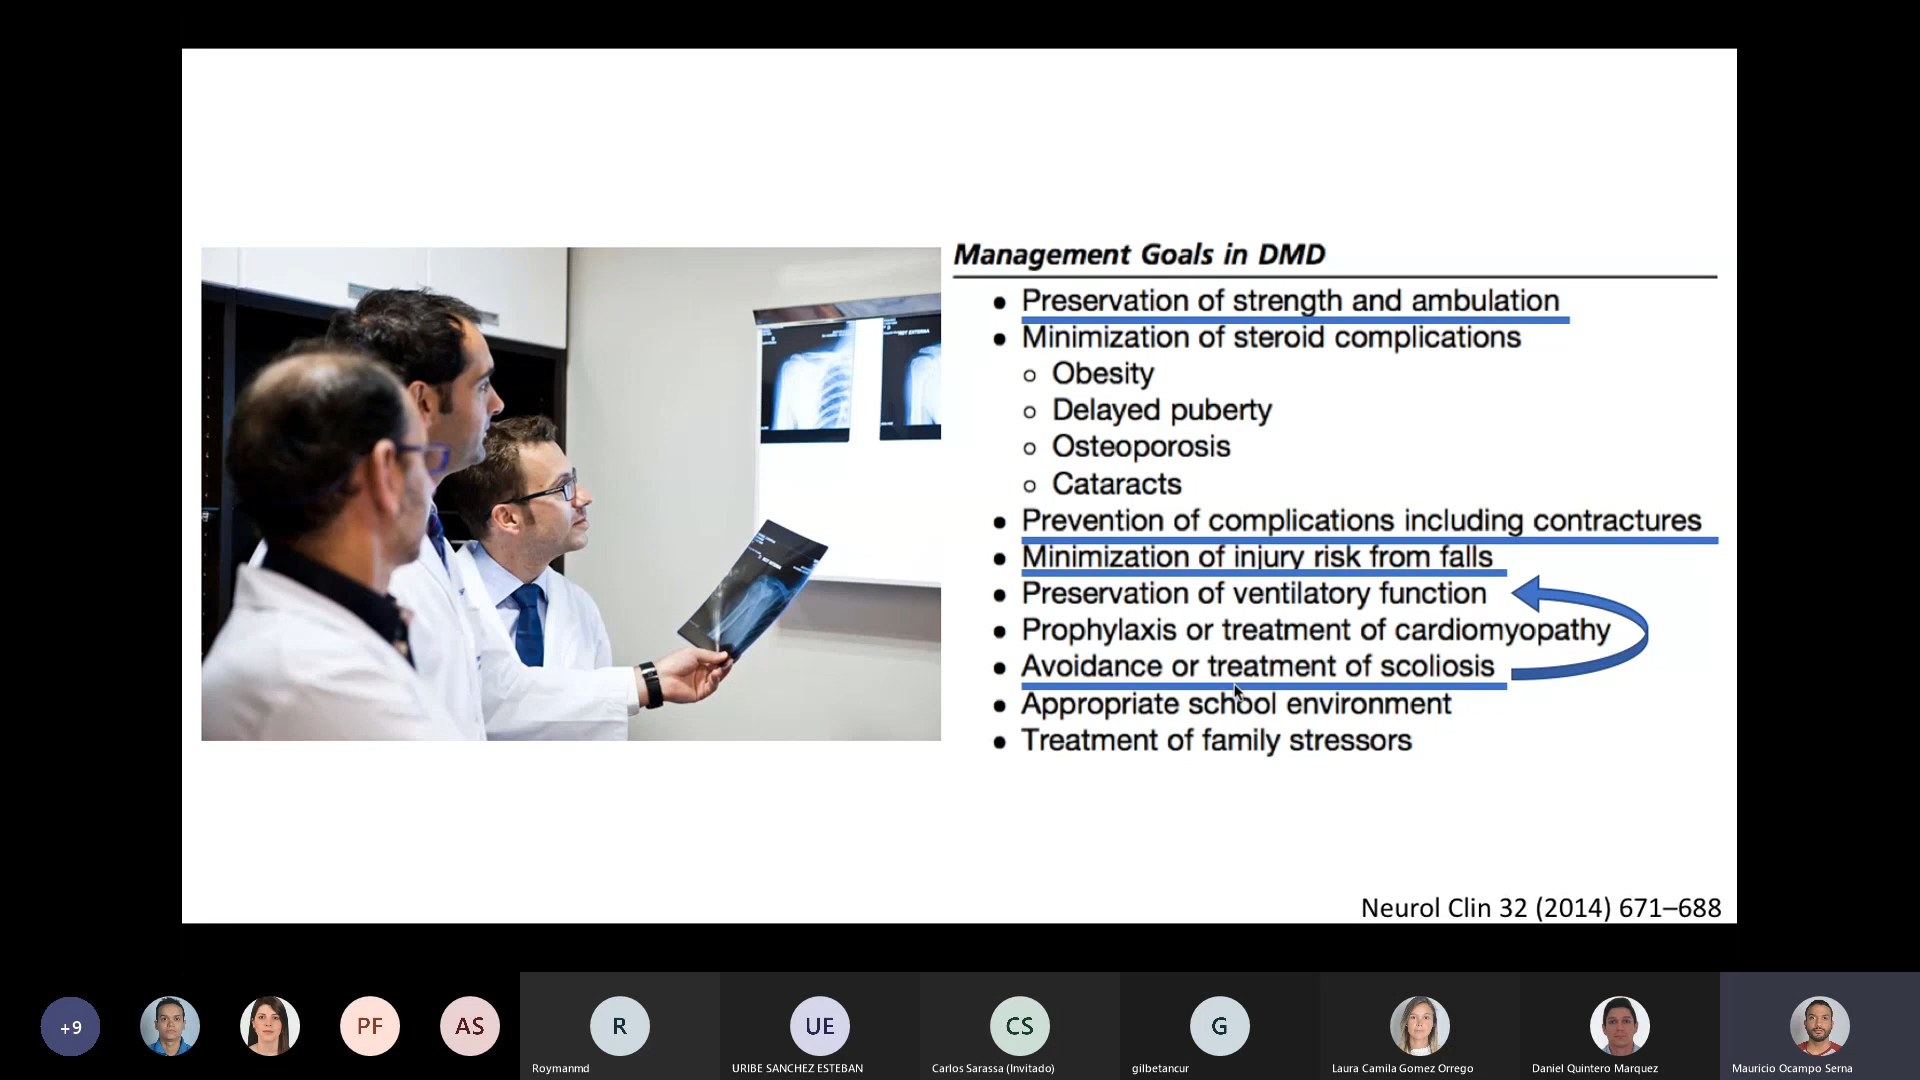 Management Goals in DMD
Preservation of strength and ambulation
Minimization of steroid complications
Obesity
Delayed puberty
Osteoporosis
Cataracts
Prevention of complications including contractures
Minimization of injury risk from falls
Preservation of ventilatory function
Prophylaxis or treatment of cardiomyopathy
Avoidance or treatment of scoliosis
Appropriate school environment
Treatment of family stressors
Neurol Clin 32 (2014) 671–688
+9
PF
AS
R
UE
CS
G
Roymanmd
URIBE SANCHEZ ESTEBAN
Carlos Sarassa (Invitado)
gilbetancur
Laura Camila Gomez Orrego
Daniel Quintero Marquez
Mauricio Ocampo Serna